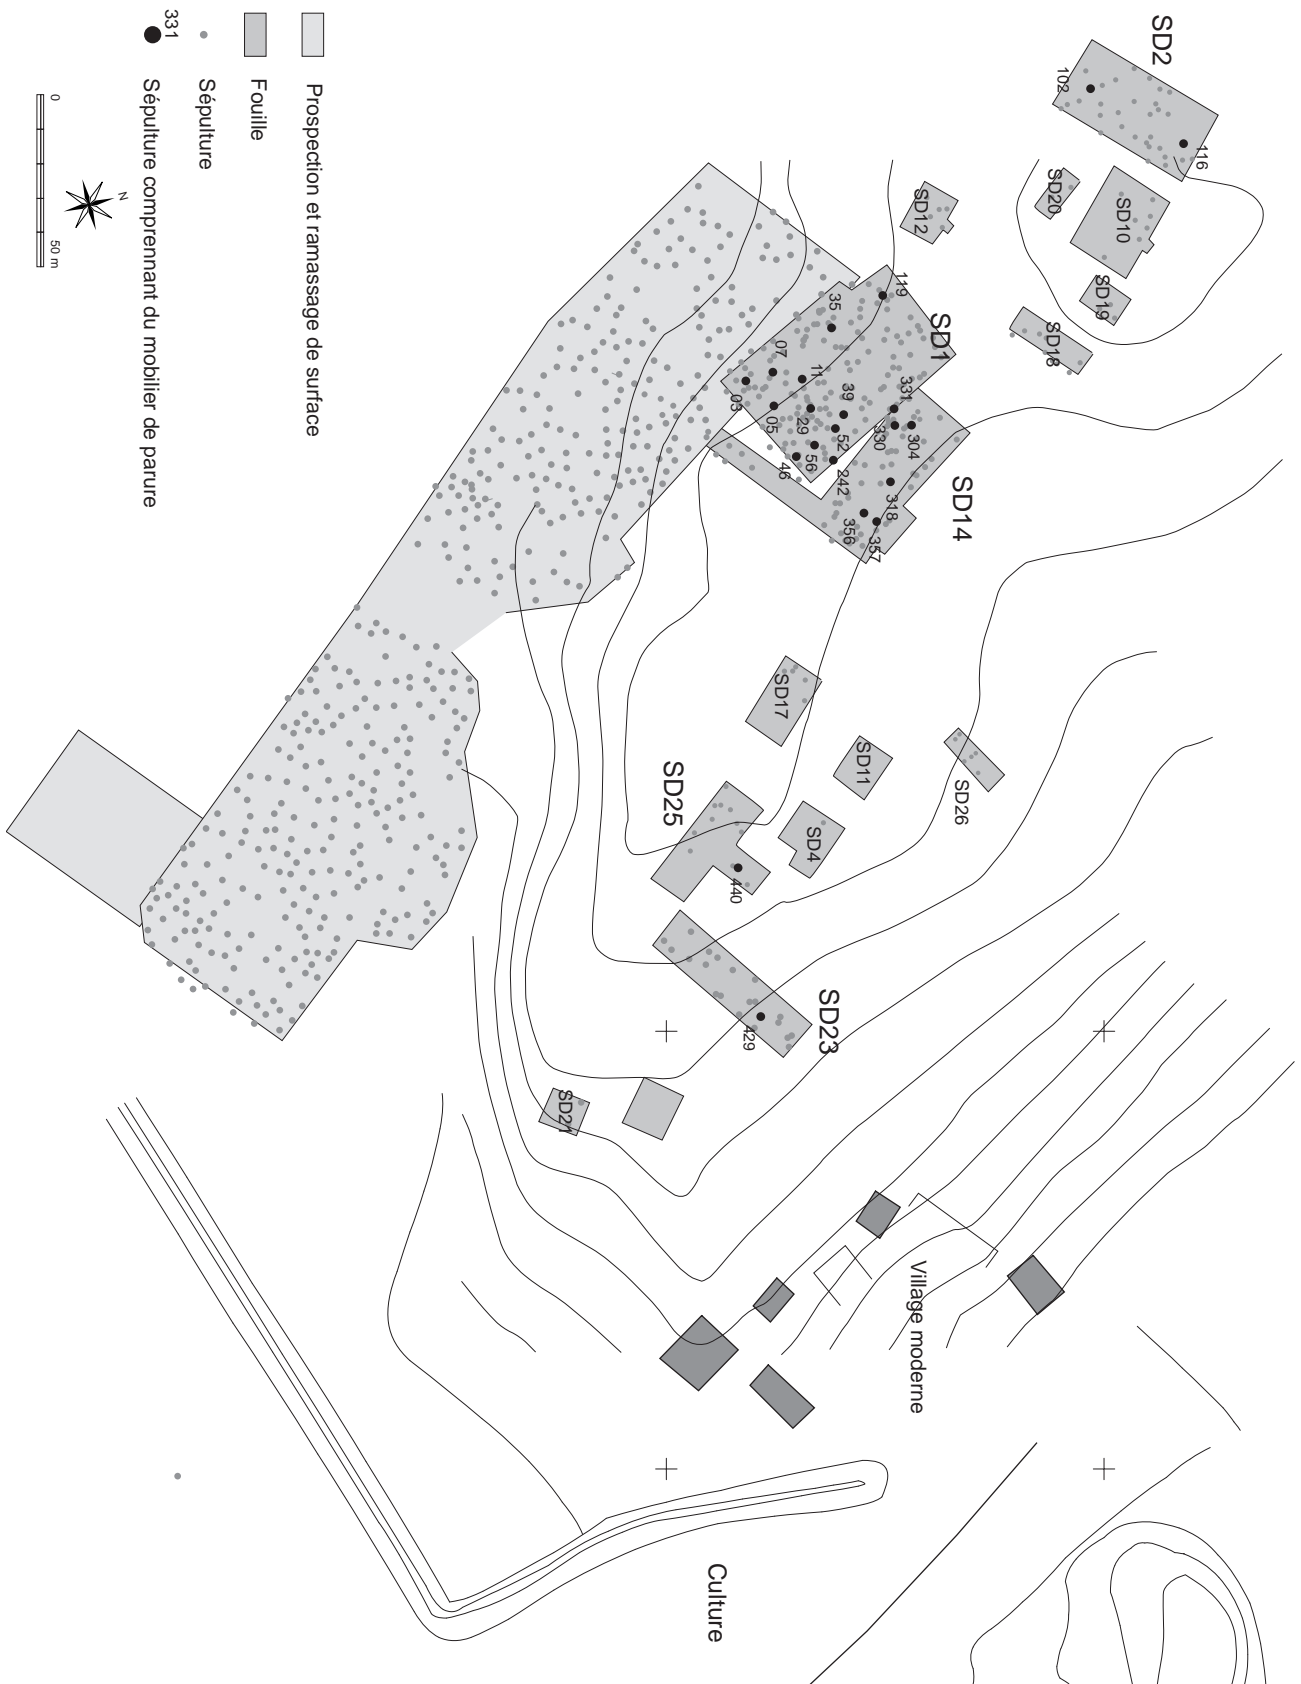 SD2
102
116
SD20
SD10
SD19
SD18
SD12
119
SD1
35
07
11
39
331
03
05
29
52
330
304
46
56
242
318
356
357
SD14
SD17
SD11
SD26
SD4
SD25
440
SD23
429
SD21
Village moderne
Culture
Prospection et ramassage de surface
Fouille
Sépulture
331
Sépulture comprenant du mobilier de parure
N
0
50 m